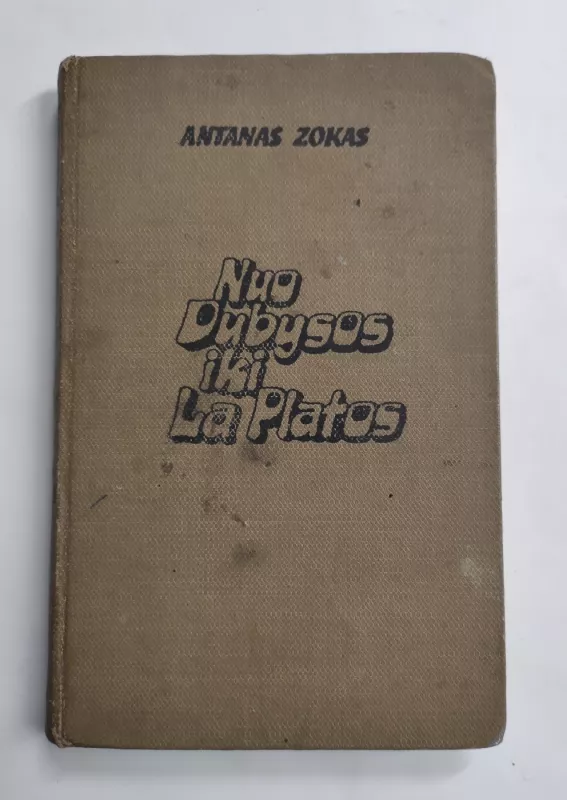 ANTANAS ZOKAS
Nuo
Dubysos
iki
La Platos